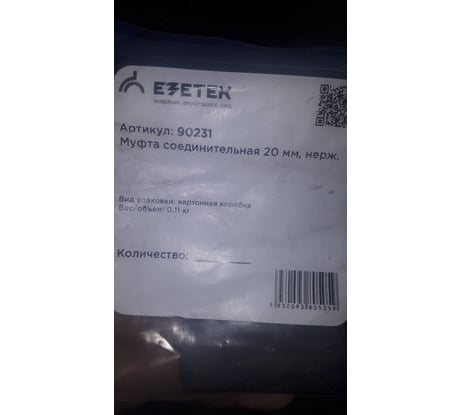 EZETEK
Артикул: 90231
Муфта соединительная 20 мм, нерж.
Вид упаковки: картонная коробка
Вес/объем: 0,11 кг
Количество: